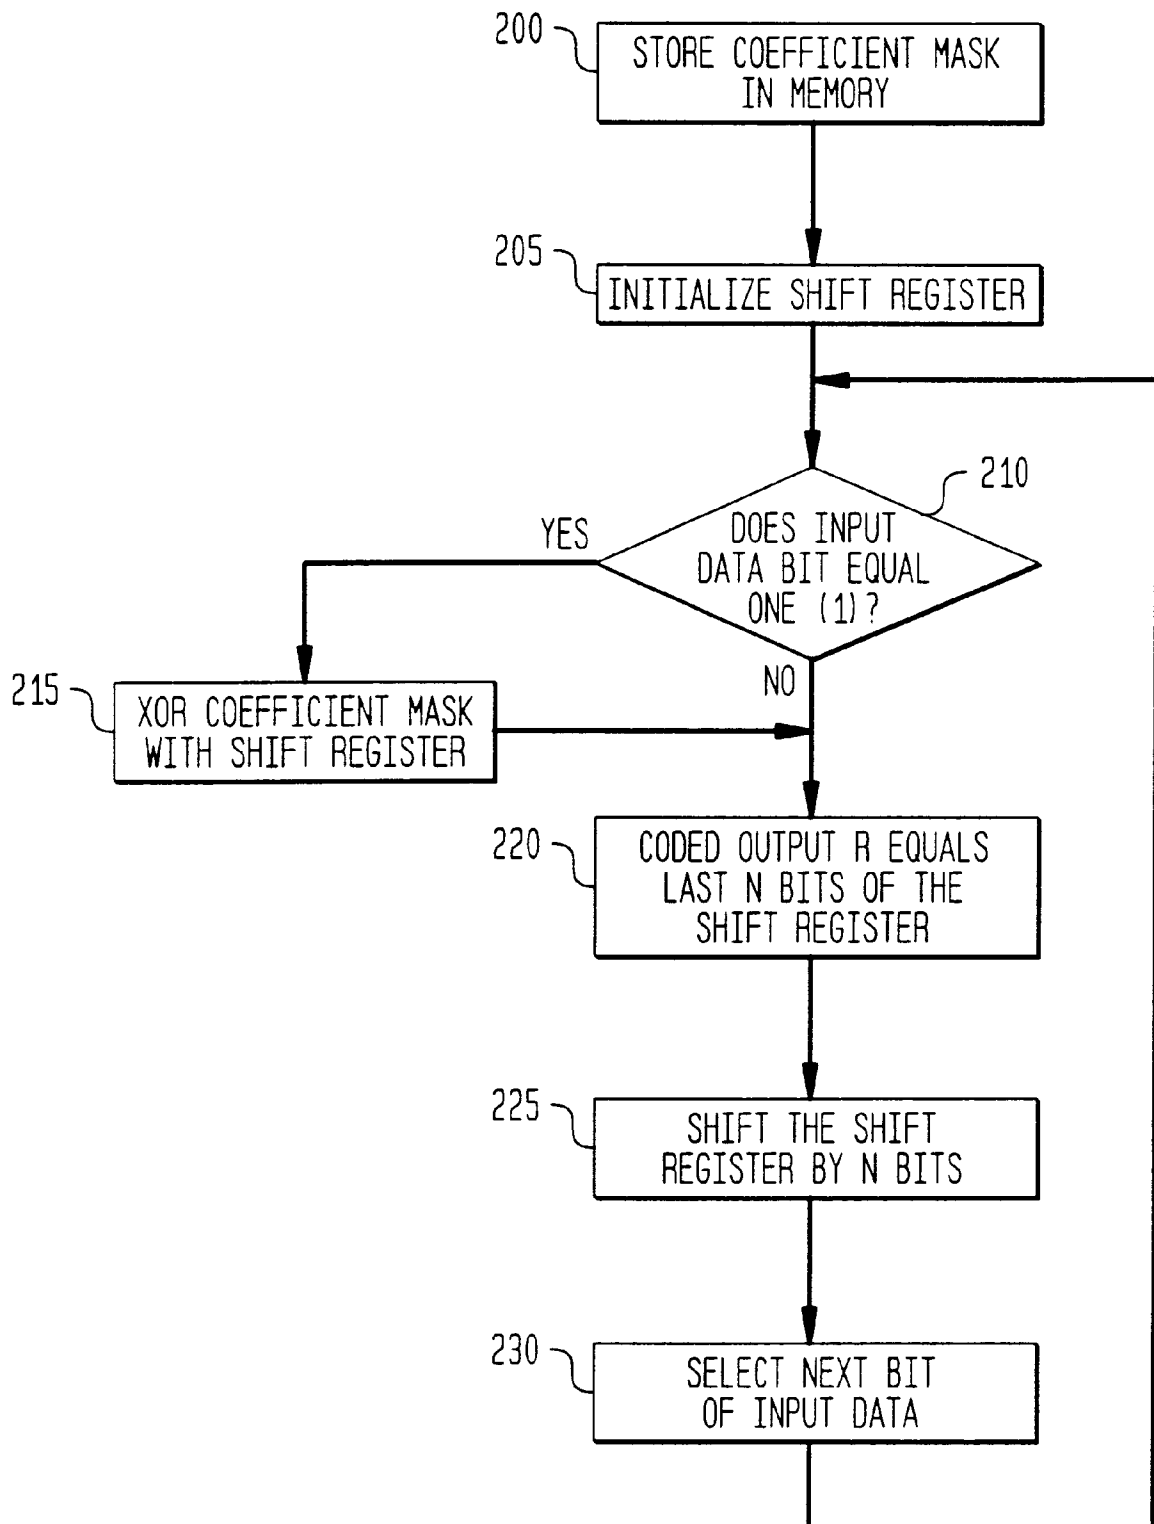 200
STORE COEFFICIENT MASK
IN MEMORY
205
INITIALIZE SHIFT REGISTER
210
DOES INPUT
DATA BIT EQUAL
ONE (1)?
YES
NO
215
XOR COEFFICIENT MASK
WITH SHIFT REGISTER
220
CODED OUTPUT R EQUALS
LAST N BITS OF THE
SHIFT REGISTER
225
SHIFT THE SHIFT
REGISTER BY N BITS
230
SELECT NEXT BIT
OF INPUT DATA